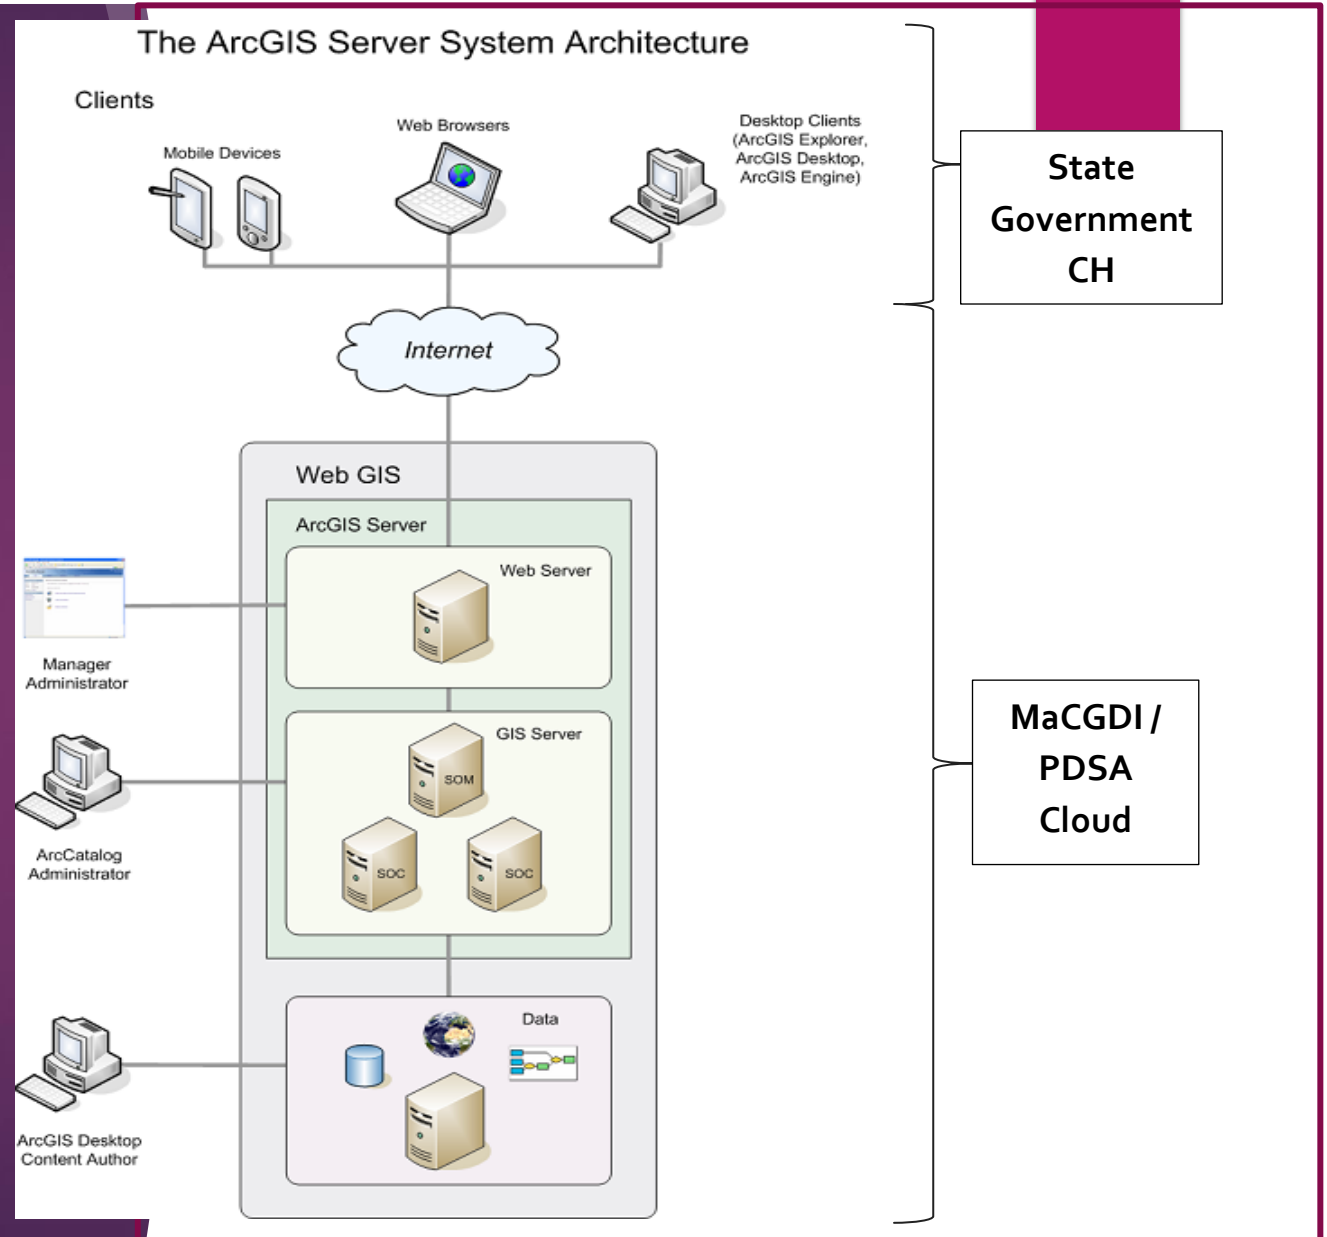 The ArcGIS Server System Architecture
Clients
Mobile Devices
Web Browsers
Desktop Clients
(ArcGIS Explorer,
ArcGIS Desktop,
ArcGIS Engine)
State
Government
CH
Internet
Web GIS
ArcGIS Server
Web Server
Manager
Administrator
GIS Server
SOM
SOC
SOC
ArcCatalog
Administrator
MaCGDI /
PDSA
Cloud
Data
ArcGIS Desktop
Content Author